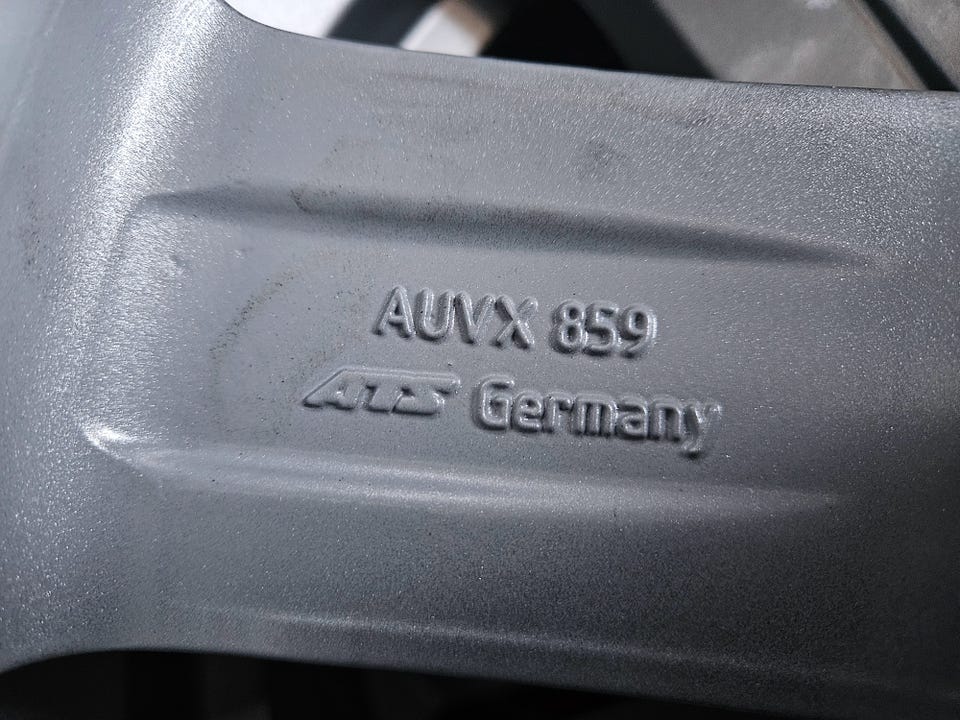 AUVX 859
ATS Germany